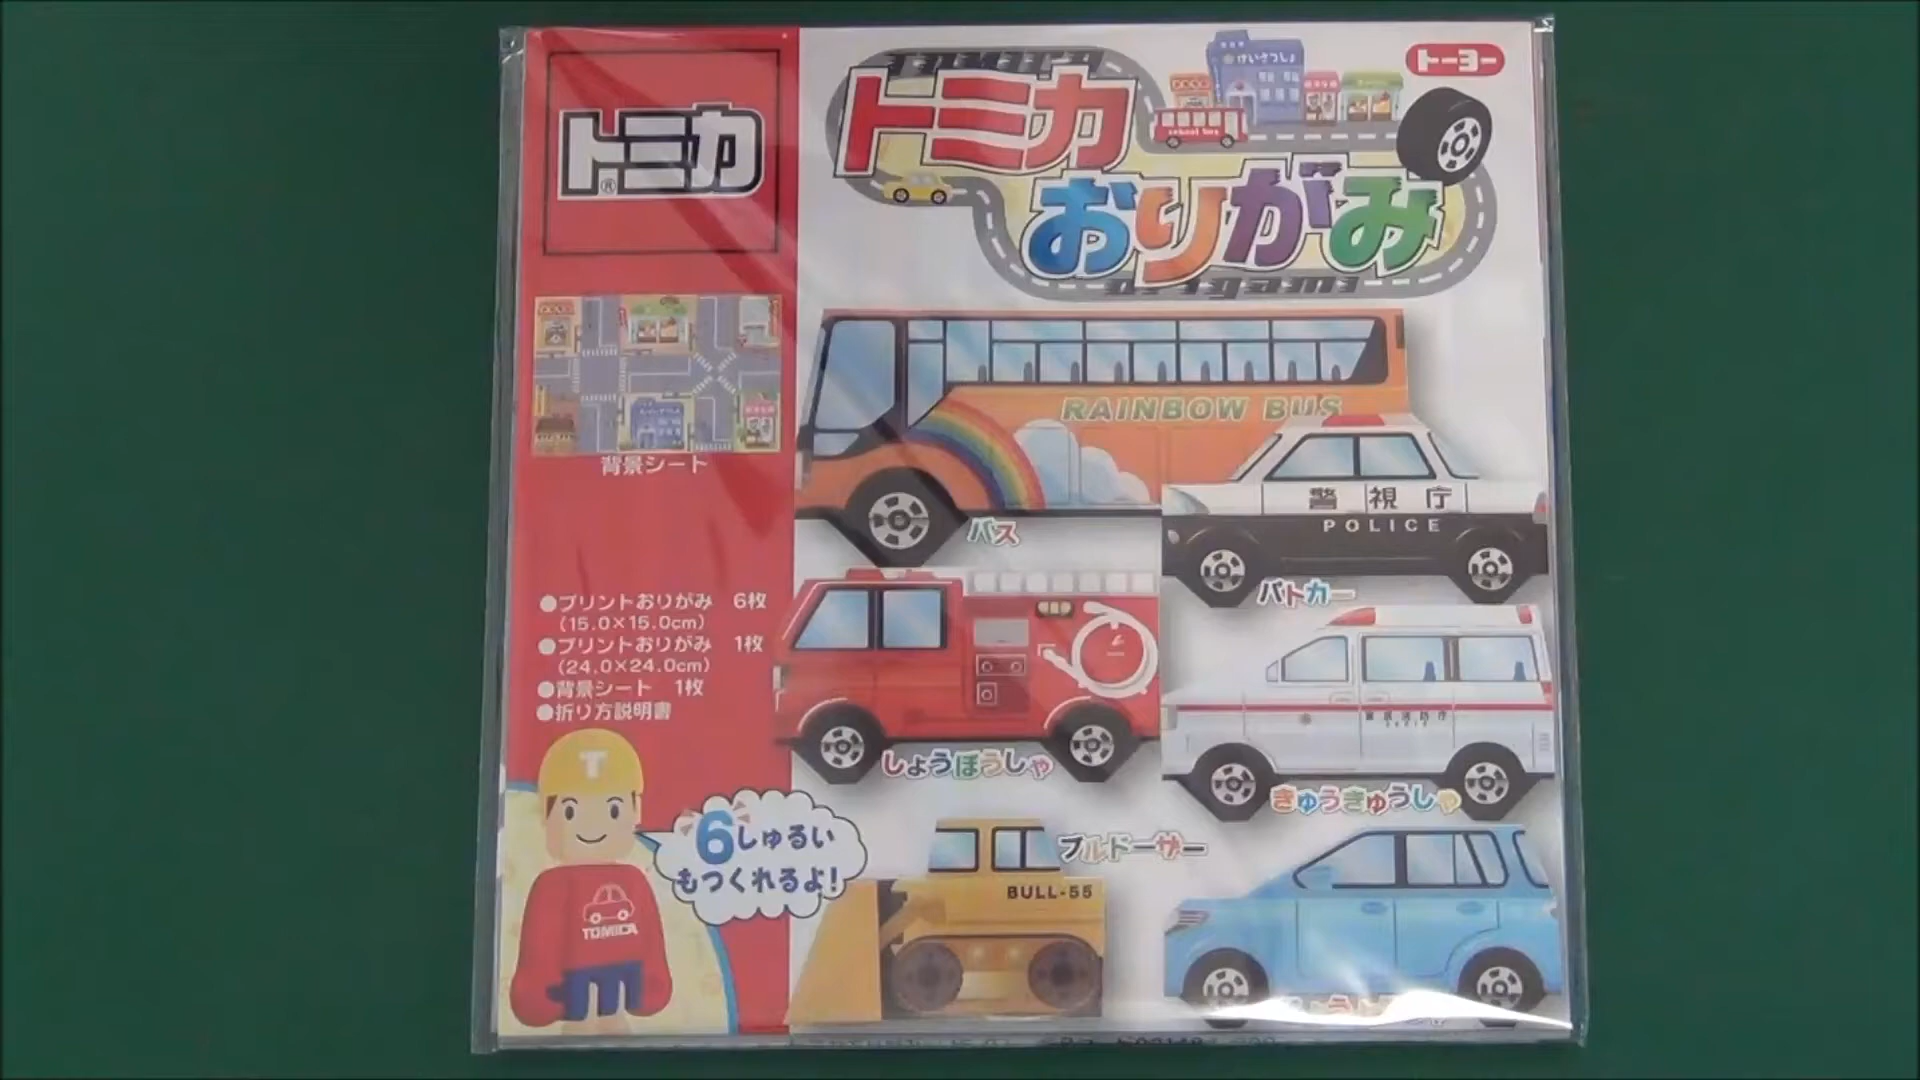 トミカ®
トミカ
おりがみ
origami
けいさつしょ
school bus
トーヨー
背景シート
RAINBOW BUS
バス
警視庁
POLICE
パトカー
●プリントおりがみ 6枚
(15.0×15.0cm)
●プリントおりがみ 1枚
(24.0×24.0cm)
●背景シート 1枚
●折り方説明書
しょうぼうしゃ
きゅうきゅうしゃ
T
6しゅるい
もつくれるよ!
TOMICA
ブルドーザー
BULL-55